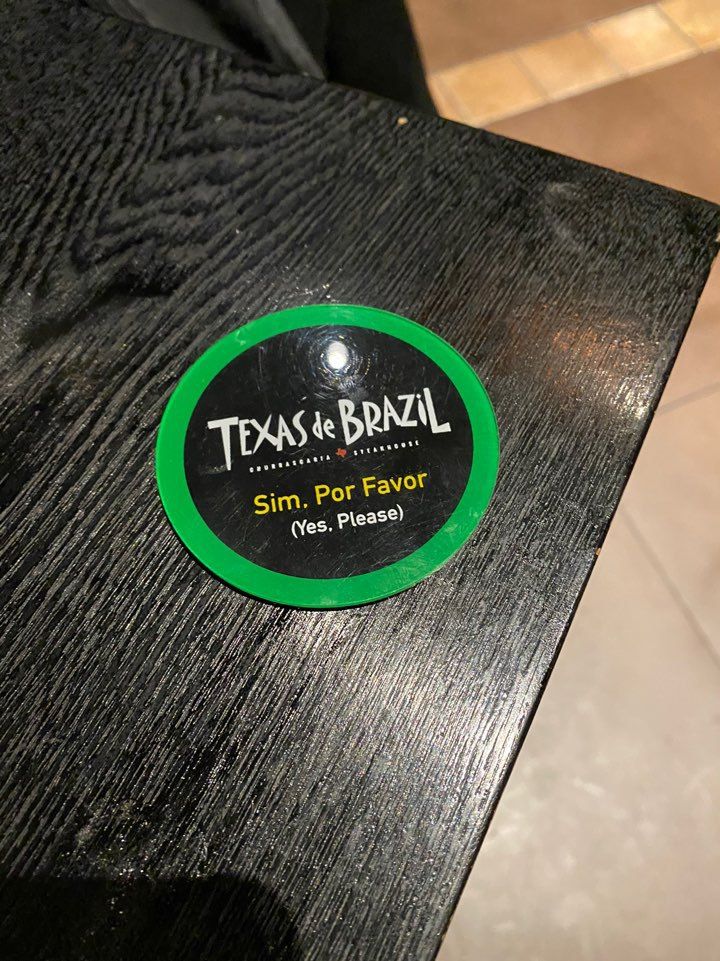 TEXAS de BRAZiL
CHURRASCARIA STEAKHOUSE
Sim, Por Favor
(Yes, Please)